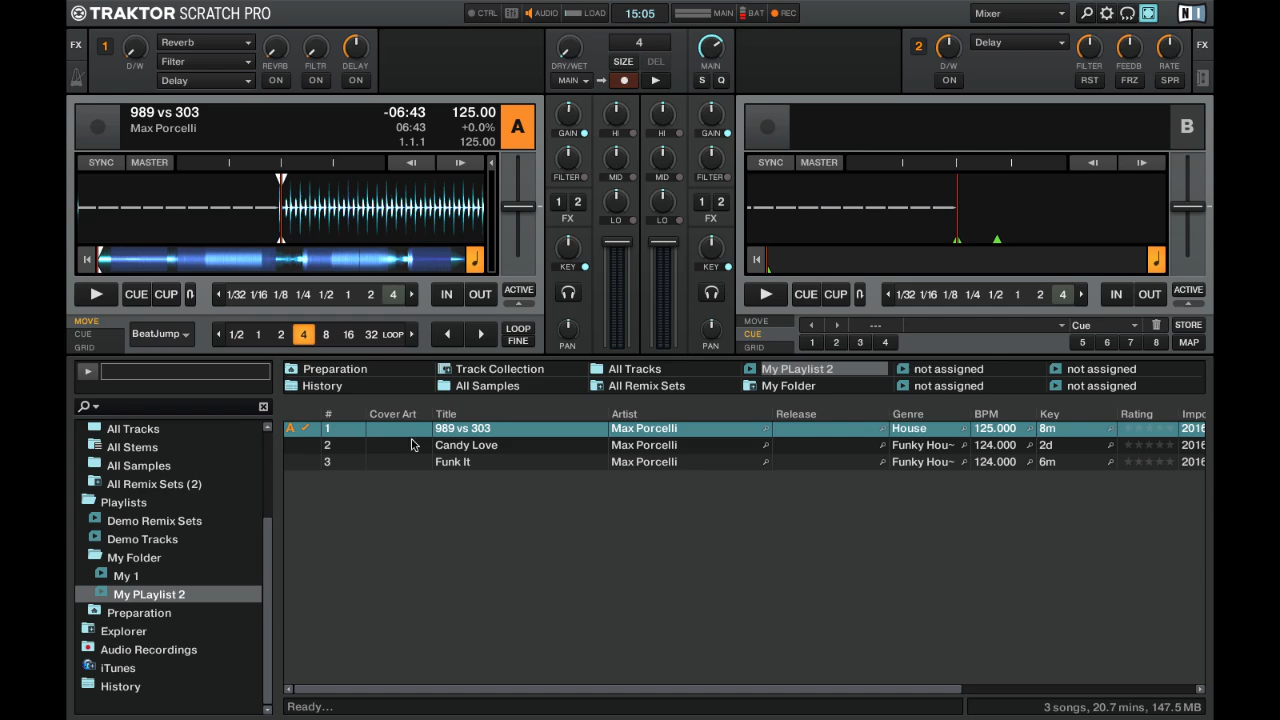 TRAKTOR SCRATCH PRO
CTRL
AUDIO
LOAD
15:05
MAIN
BAT
REC
Mixer
NI
FX
1
D/W
Reverb
Filter
Delay
REVRB
FILTR
DELAY
ON
ON
ON
DRY/WET
4
SIZE
DEL
MAIN
MAIN
S
Q
2
D/W
ON
Delay
FILTER
FEEDB
RATE
RST
FRZ
SPR
FX
989 vs 303
Max Porcelli
-06:43
06:43
1.1.1
125.00
+0.0%
125.00
A
SYNC
MASTER
CUE
CUP
1/32 1/16 1/8 1/4 1/2 1 2 4
IN
OUT
ACTIVE
MOVE
CUE
GRID
BeatJump
1/2 1 2 4 8 16 32 LOOP
LOOP
FINE
GAIN
HI
HI
GAIN
FILTER
MID
MID
FILTER
1 2
FX
LO
LO
1 2
FX
KEY
KEY
PAN
PAN
B
SYNC
MASTER
CUE
CUP
1/32 1/16 1/8 1/4 1/2 1 2 4
IN
OUT
ACTIVE
MOVE
CUE
GRID
---
Cue
STORE
1 2 3 4
5 6 7 8
MAP
Preparation
Track Collection
All Tracks
My PLaylist 2
not assigned
not assigned
History
All Samples
All Remix Sets
My Folder
not assigned
not assigned
All Tracks
All Stems
All Samples
All Remix Sets (2)
Playlists
Demo Remix Sets
Demo Tracks
My Folder
My 1
My PLaylist 2
Preparation
Explorer
Audio Recordings
iTunes
History
# Cover Art Title Artist Release Genre BPM Key Rating Impo
A 1 989 vs 303 Max Porcelli House 125.000 8m 2016
2 Candy Love Max Porcelli Funky Hou~ 124.000 2d 2016
3 Funk It Max Porcelli Funky Hou~ 124.000 6m 2016
Ready...
3 songs, 20.7 mins, 147.5 MB